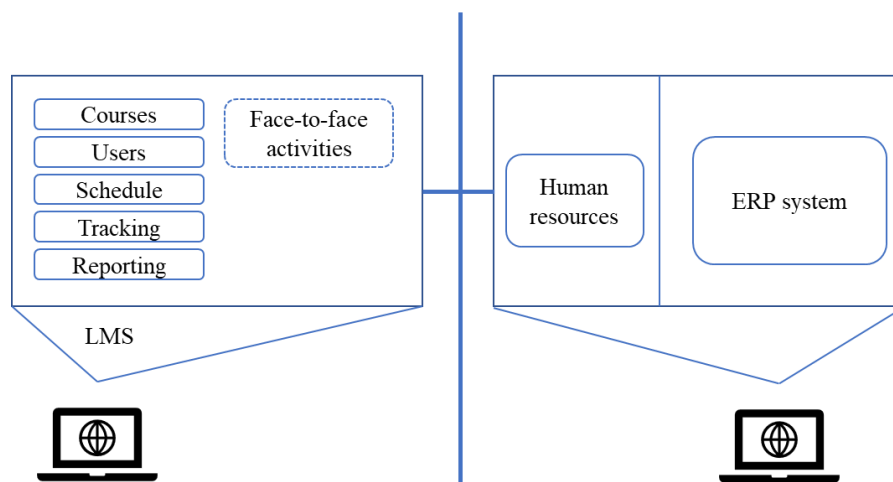 Courses
Users
Schedule
Tracking
Reporting
Face-to-face
activities
LMS
Human
resources
ERP system